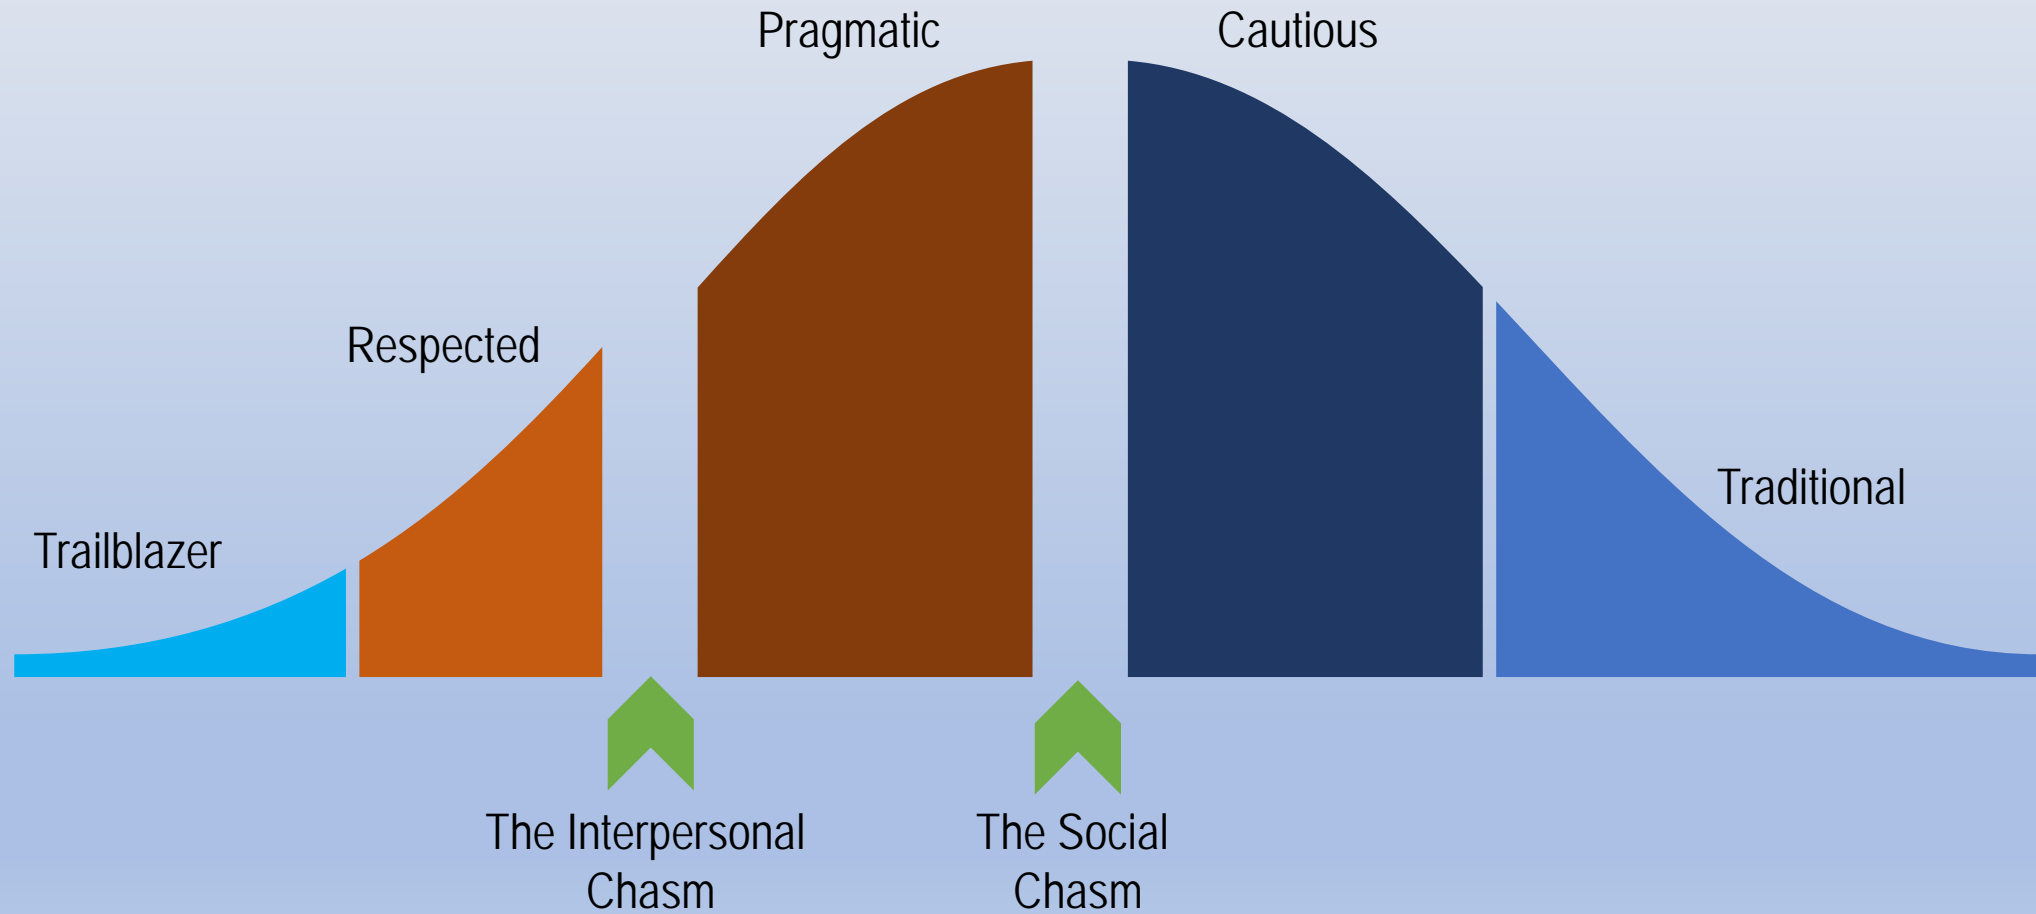 Pragmatic
Cautious
Respected
Traditional
Trailblazer
The Interpersonal
Chasm
The Social
Chasm